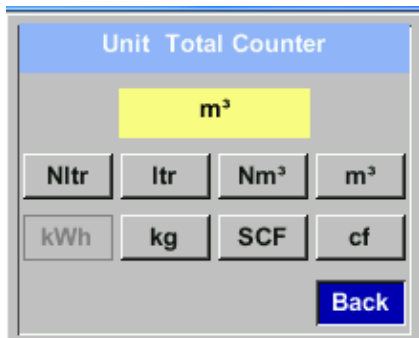 Unit Total Counter
m³
Nltr ltr Nm³ m³
kWh kg SCF cf
Back